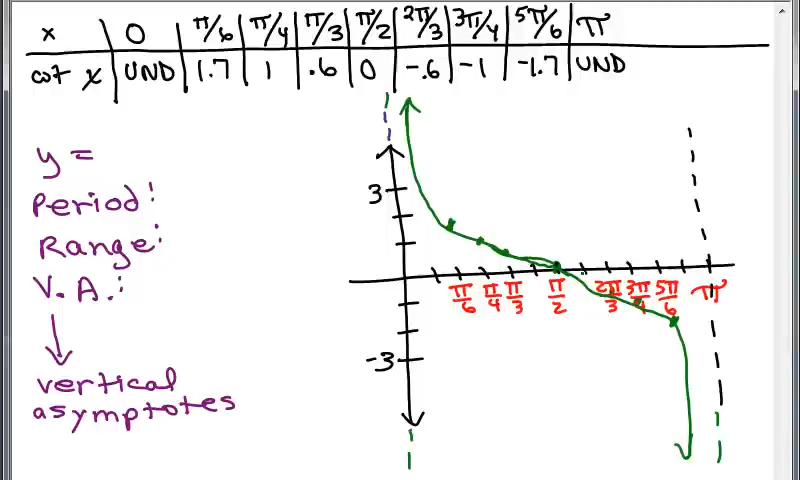 x 0 π/6 π/4 π/3 π/2 2π/3 3π/4 5π/6 π
cot x UND 1.7 1 .6 0 -.6 -1 -1.7 UND
y =
Period:
Range:
V.A.:
vertical
asymptotes
3
π/6 π/4 π/3 π/2 2π/3 3π/4 5π/6 π
-3